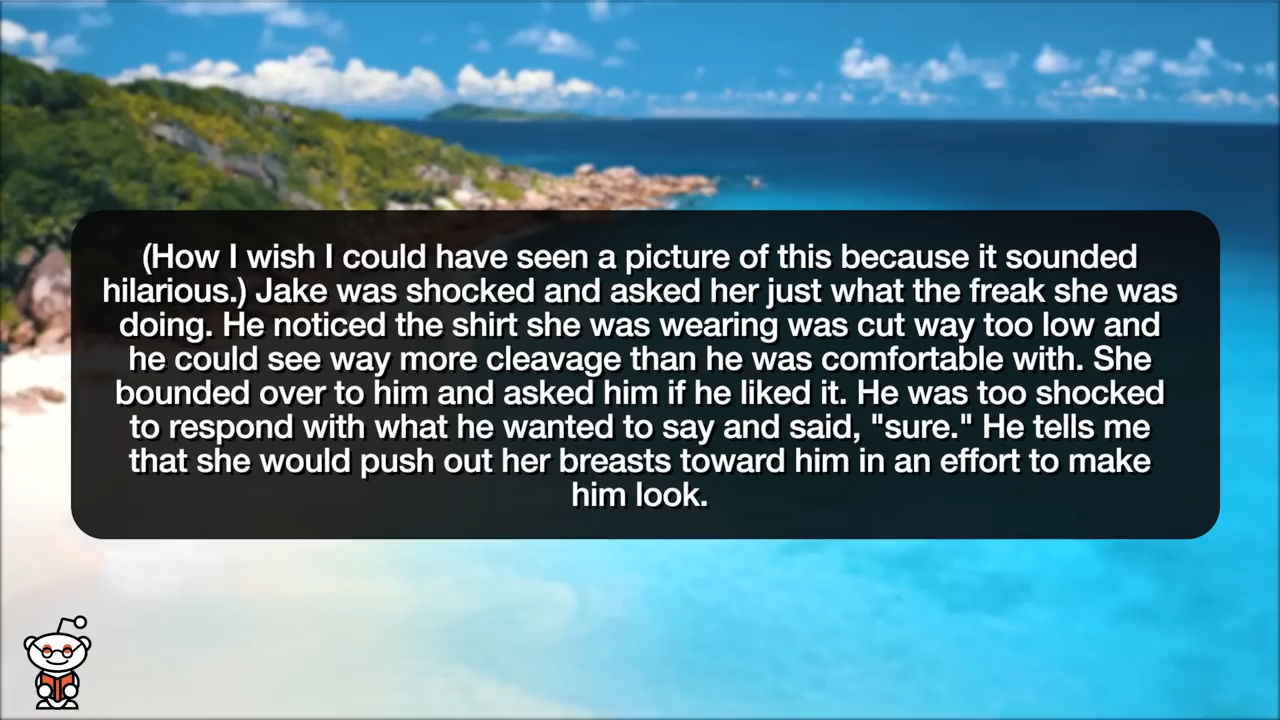 (How I wish I could have seen a picture of this because it sounded
hilarious.) Jake was shocked and asked her just what the freak she was
doing. He noticed the shirt she was wearing was cut way too low and
he could see way more cleavage than he was comfortable with. She
bounded over to him and asked him if he liked it. He was too shocked
to respond with what he wanted to say and said, "sure." He tells me
that she would push out her breasts toward him in an effort to make
him look.